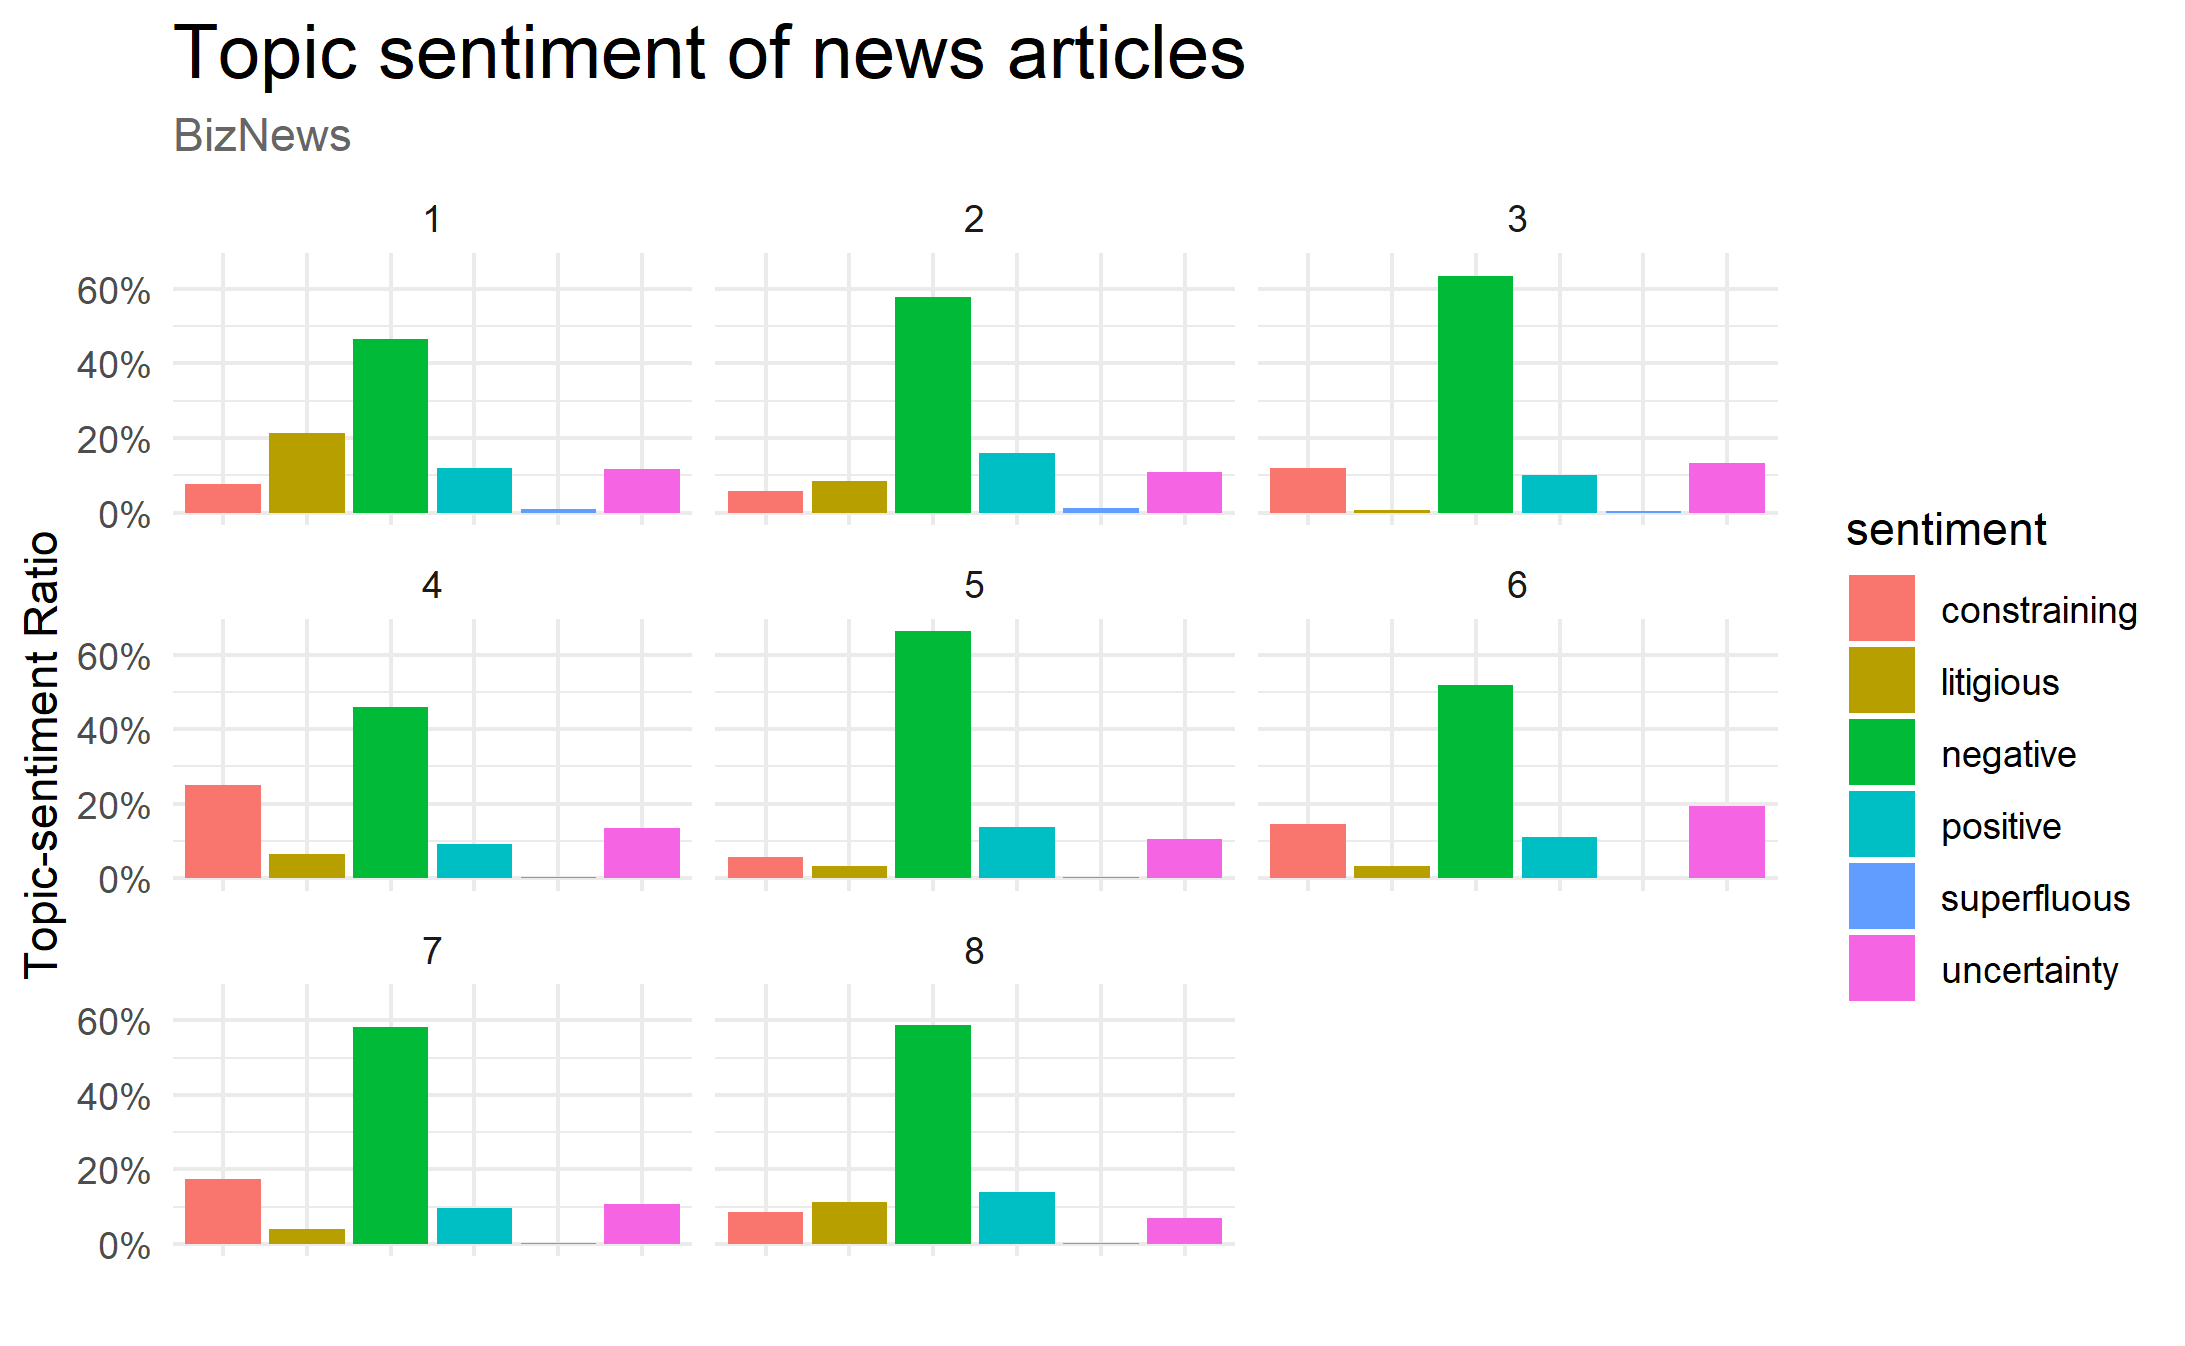 Topic sentiment of news articles
BizNews
1
2
3
60%
40%
20%
0%
4
5
6
60%
40%
20%
0%
7
8
60%
40%
20%
0%
Topic-sentiment Ratio
sentiment
constraining
litigious
negative
positive
superfluous
uncertainty